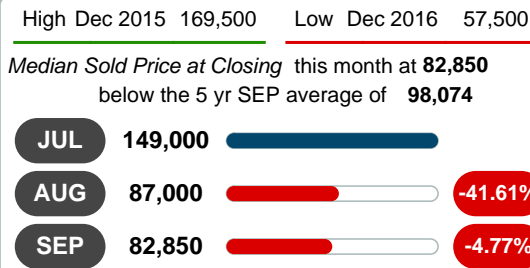 High Dec 2015 169,500 Low Dec 2016 57,500
Median Sold Price at Closing this month at 82,850
below the 5 yr SEP average of 98,074
JUL 149,000
AUG 87,000 -41.61%
SEP 82,850 -4.77%